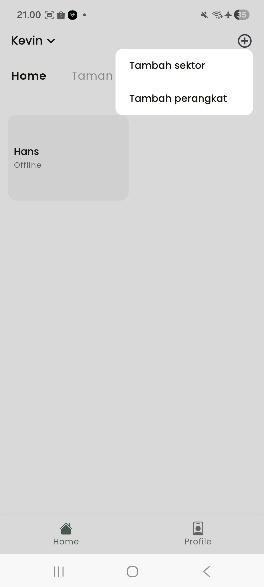 21.00
Kevin
Home Taman
Tambah sektor
Tambah perangkat
Hans
Offline
Home Profile